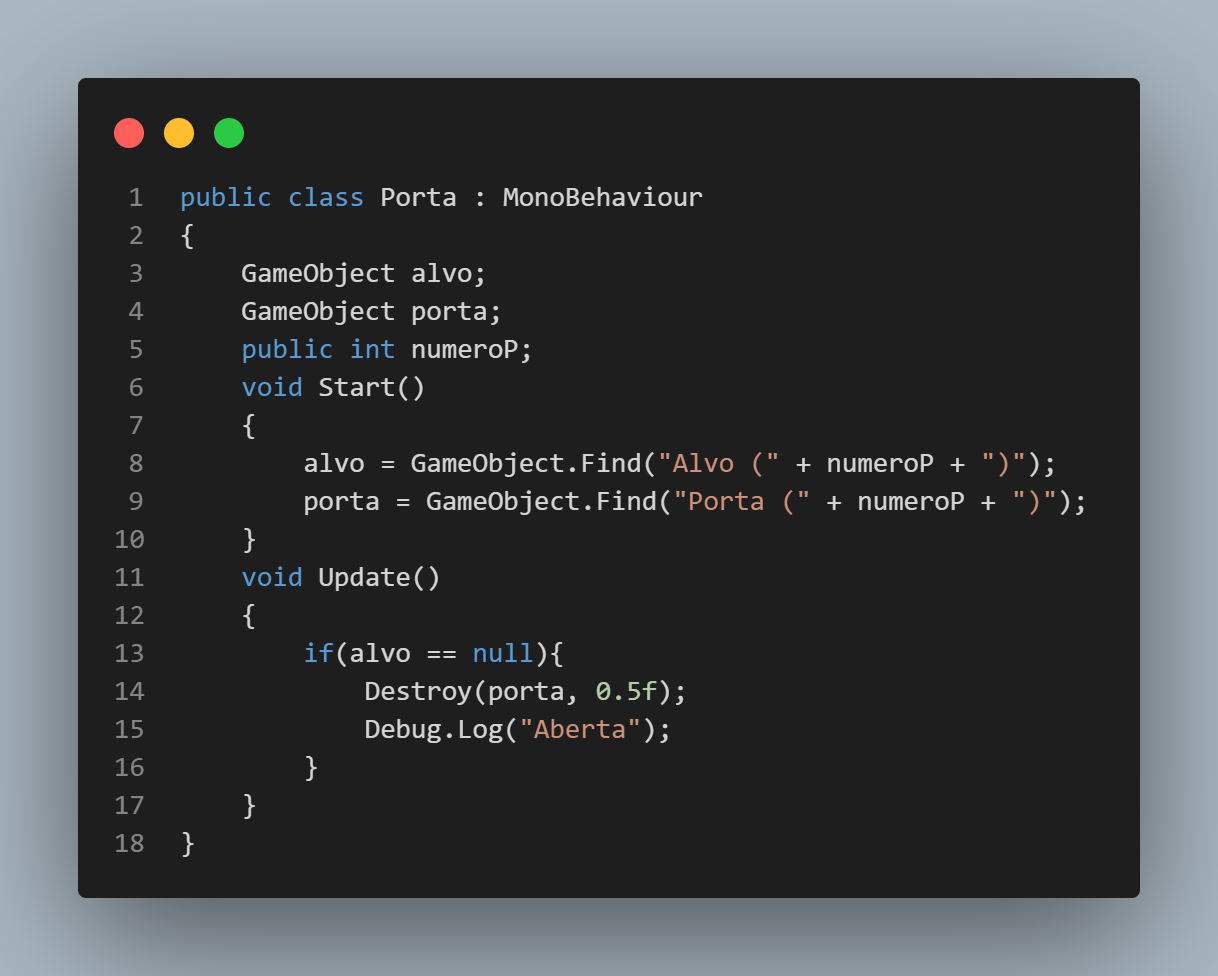 1 public class Porta : MonoBehaviour
2 {
3     GameObject alvo;
4     GameObject porta;
5     public int numeroP;
6     void Start()
7     {
8         alvo = GameObject.Find("Alvo (" + numeroP + ")");
9         porta = GameObject.Find("Porta (" + numeroP + ")");
10     }
11     void Update()
12     {
13         if(alvo == null){
14             Destroy(porta, 0.5f);
15             Debug.Log("Aberta");
16         }
17     }
18 }